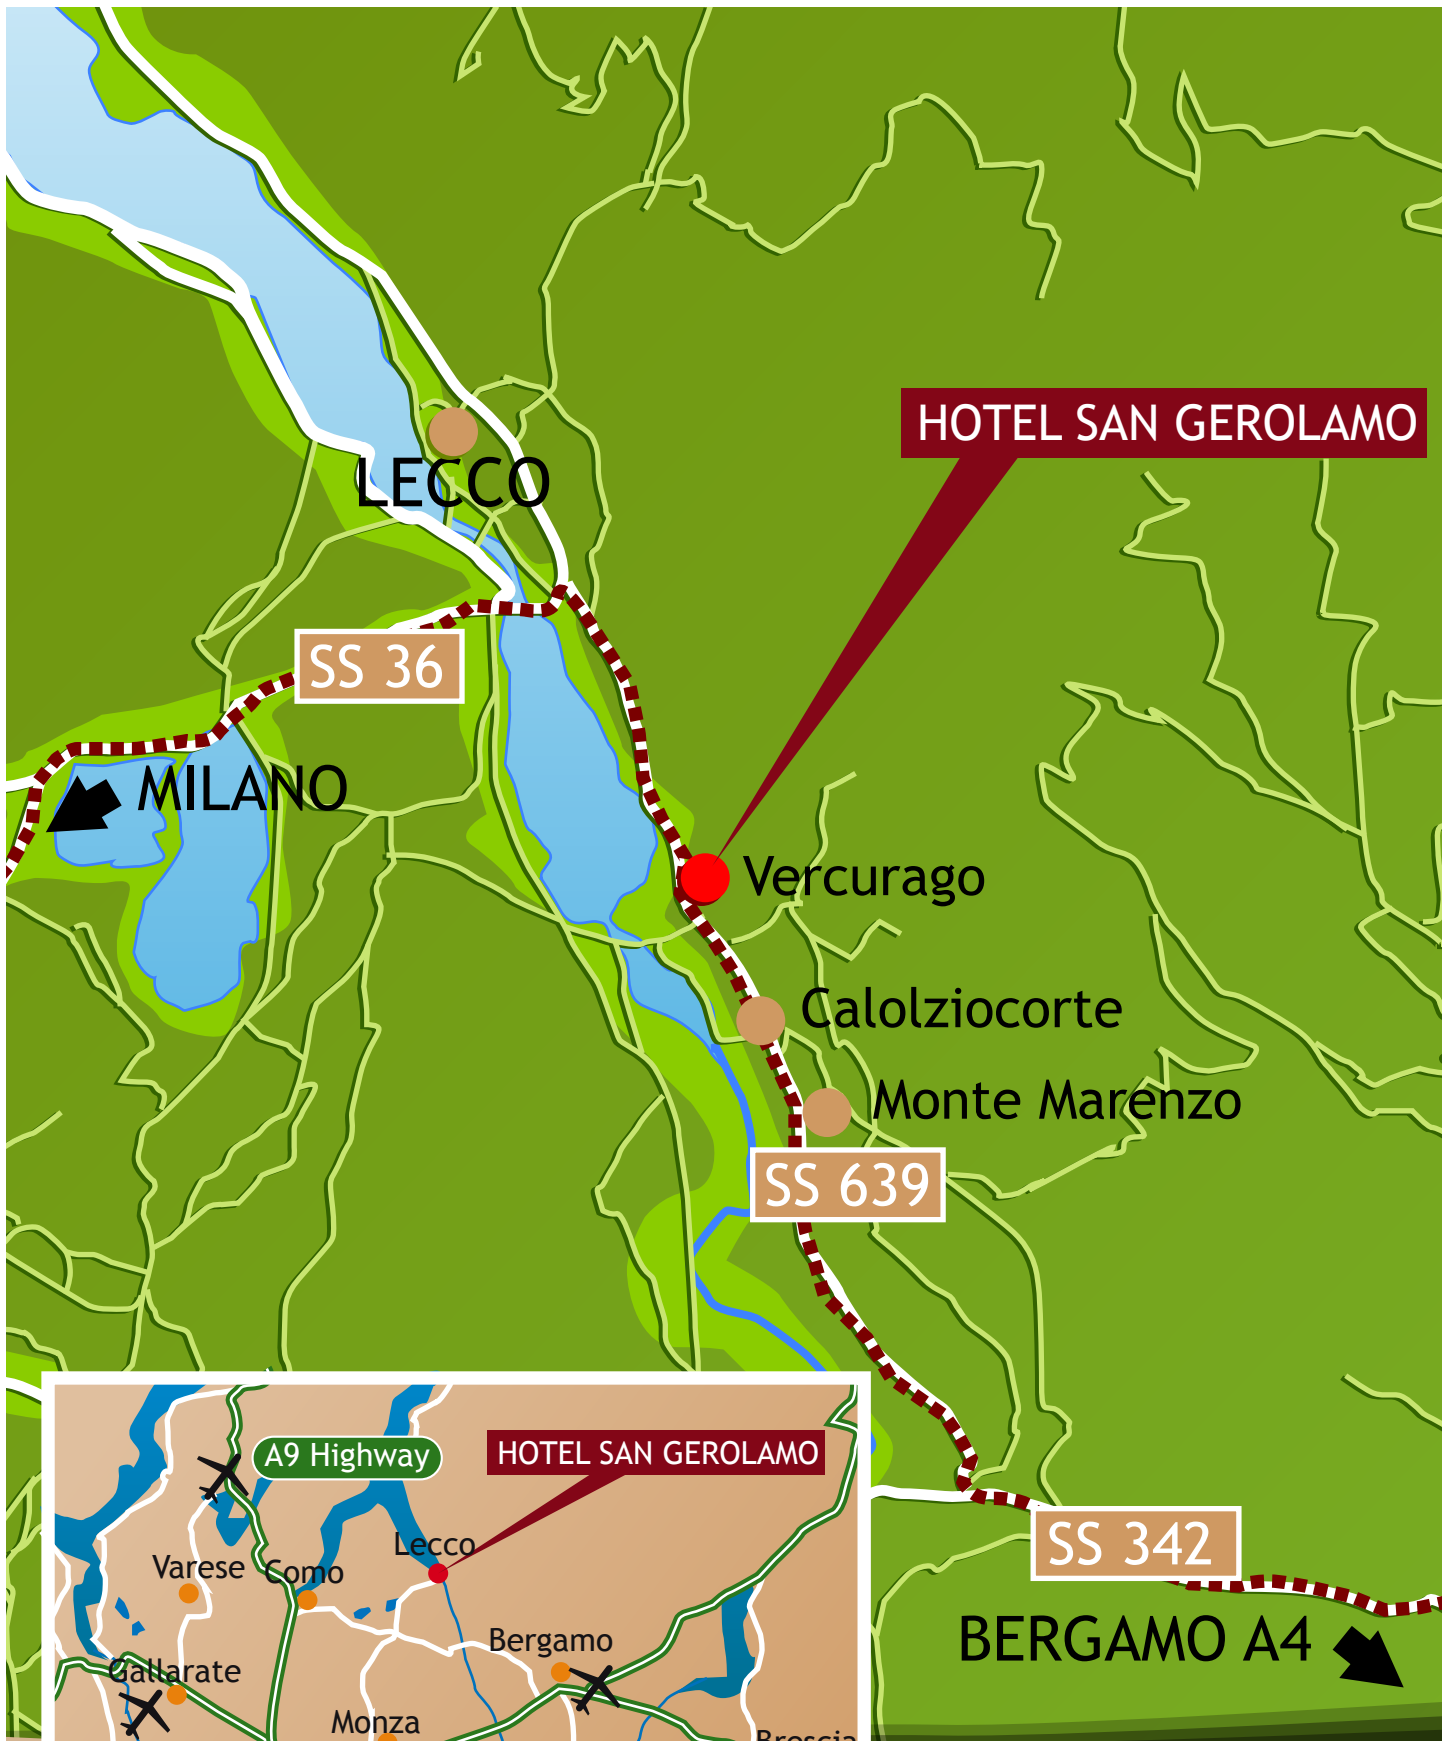 HOTEL SAN GEROLAMO
LECCO
SS 36
MILANO
Vercurago
Calolziocorte
Monte Marenzo
SS 639
A9 Highway
HOTEL SAN GEROLAMO
Lecco
Varese
Como
SS 342
Bergamo
BERGAMO A4
Gallarate
Monza
Brescia